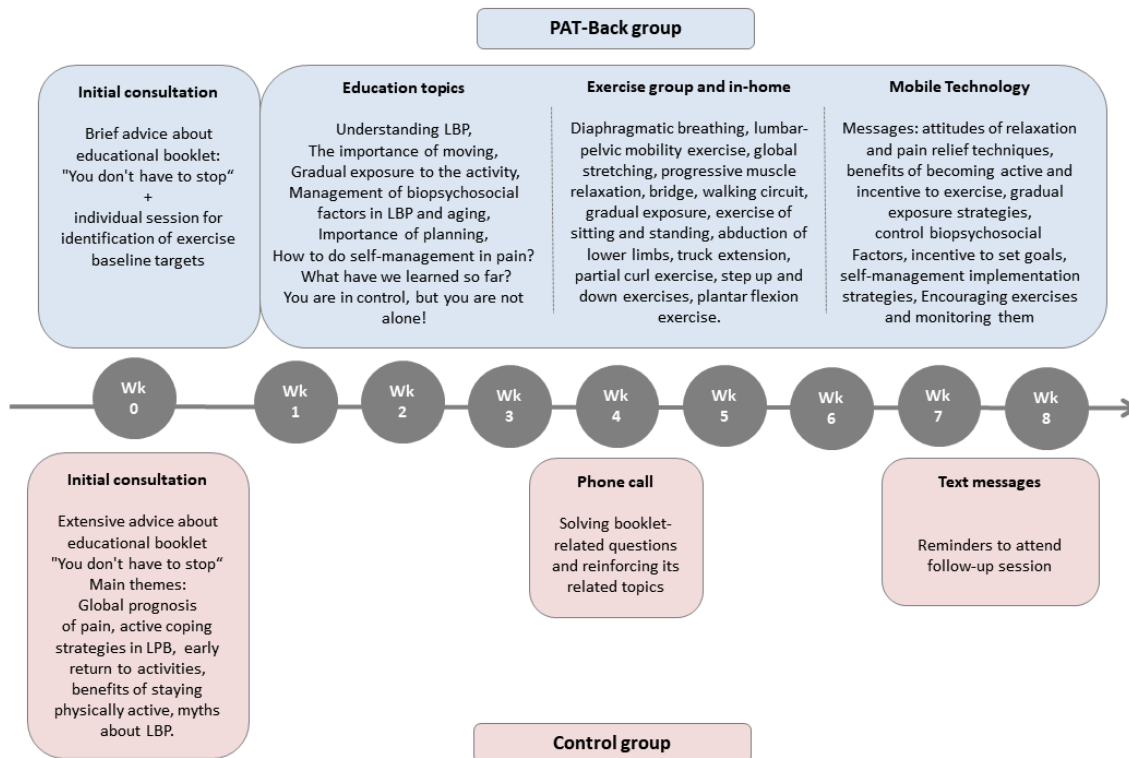 PAT-Back group
Initial consultation
Brief advice about
educational booklet:
"You don't have to stop“
+
individual session for
identification of exercise
baseline targets
Education topics
Understanding LBP,
The importance of moving,
Gradual exposure to the activity,
Management of biopsychosocial
factors in LBP and aging,
Importance of planning,
How to do self-management in pain?
What have we learned so far?
You are in control, but you are not
alone!
Exercise group and in-home
Diaphragmatic breathing, lumbar-
pelvic mobility exercise, global
stretching, progressive muscle
relaxation, bridge, walking circuit,
gradual exposure, exercise of
sitting and standing, abduction of
lower limbs, truck extension,
partial curl exercise, step up and
down exercises, plantar flexion
exercise.
Mobile Technology
Messages: attitudes of relaxation
and pain relief techniques,
benefits of becoming active and
incentive to exercise, gradual
exposure strategies,
control biopsychosocial
Factors, incentive to set goals,
self-management implementation
strategies, Encouraging exercises
and monitoring them
Wk
0
Wk
1
Wk
2
Wk
3
Wk
4
Wk
5
Wk
6
Wk
7
Wk
8
Initial consultation
Extensive advice about
educational booklet
"You don't have to stop“
Main themes:
Global prognosis
of pain, active coping
strategies in LPB, early
return to activities,
benefits of staying
physically active, myths
about LBP.
Phone call
Solving booklet-
related questions
and reinforcing its
related topics
Text messages
Reminders to attend
follow-up session
Control group